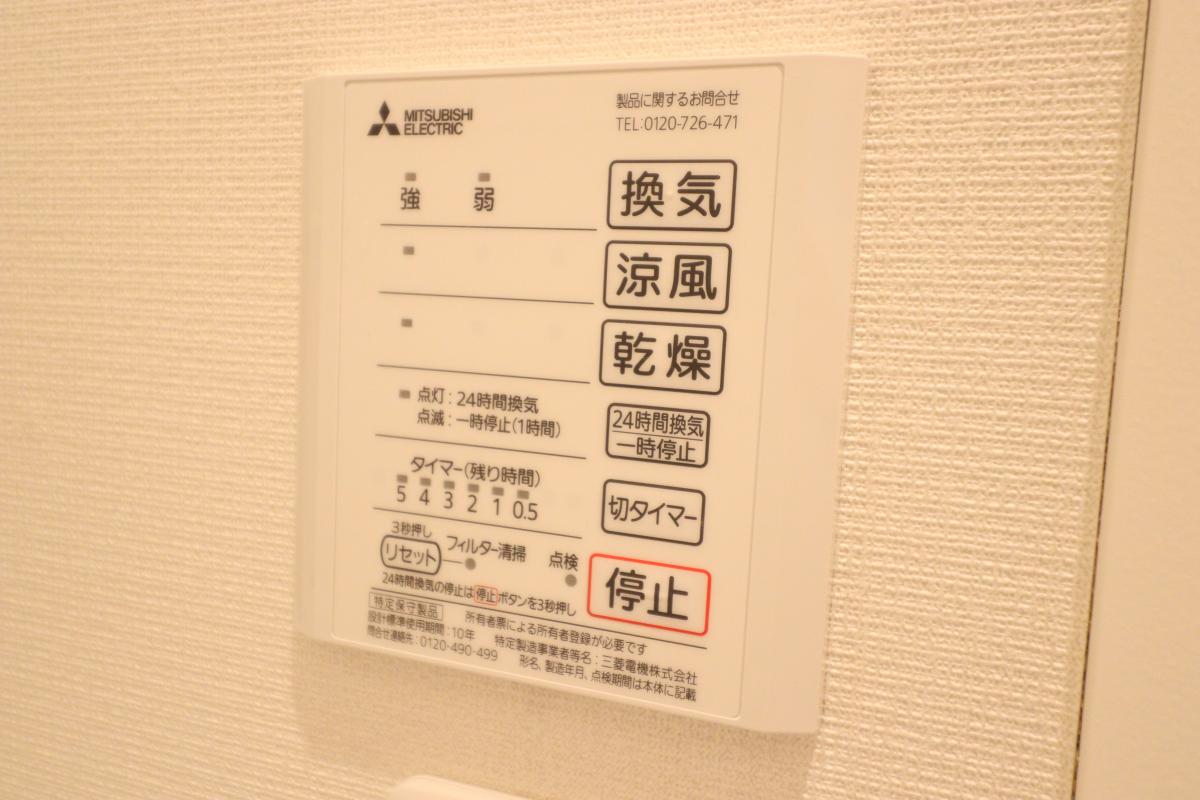 MITSUBISHI
ELECTRIC
製品に関するお問合せ
TEL:0120-726-471
強 弱
換気
涼風
乾燥
点灯:24時間換気
点滅:一時停止(1時間)
24時間換気
一時停止
タイマー(残り時間)
5 4 3 2 1 0.5
切タイマー
3秒押し
リセット フィルター清掃 点検
停止
24時間換気の停止は停止ボタンを3秒押し
特定保守製品 所有者票による所有者登録が必要です
設計標準使用期間:10年 特定製造事業者等名:三菱電機株式会社
問合せ連絡先:0120-490-499 形名、製造年月、点検期間は本体に記載